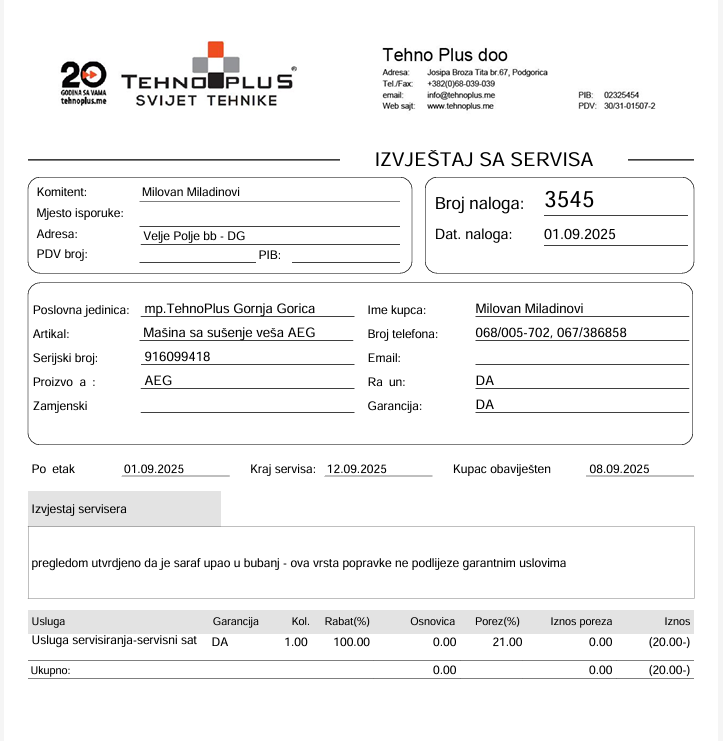 20
GODINA SA VAMA
tehnoplus.me
TEHNOPLUS®
SVIJET TEHNIKE
Tehno Plus doo
Adresa: Josipa Broza Tita br.67, Podgorica
Tel./Fax: +382(0)68-039-039
email: info@tehnoplus.me PIB: 02325454
Web sajt: www.tehnoplus.me PDV: 30/31-01507-2
IZVJEŠTAJ SA SERVISA
Komitent: Milovan Miladinovi
Mjesto isporuke:
Adresa: Velje Polje bb - DG
PDV broj: PIB:
Broj naloga: 3545
Dat. naloga: 01.09.2025
Poslovna jedinica: mp.TehnoPlus Gornja Gorica Ime kupca: Milovan Miladinovi
Artikal: Mašina sa sušenje veša AEG Broj telefona: 068/005-702, 067/386858
Serijski broj: 916099418 Email:
Proizvo a : AEG Ra un: DA
Zamjenski Garancija: DA
Po etak 01.09.2025 Kraj servisa: 12.09.2025 Kupac obaviješten 08.09.2025
Izvjestaj servisera
pregledom utvrdjeno da je saraf upao u bubanj - ova vrsta popravke ne podlijeze garantnim uslovima
Usluga Garancija Kol. Rabat(%) Osnovica Porez(%) Iznos poreza Iznos
Usluga servisiranja-servisni sat DA 1.00 100.00 0.00 21.00 0.00 (20.00-)
Ukupno: 0.00 0.00 (20.00-)